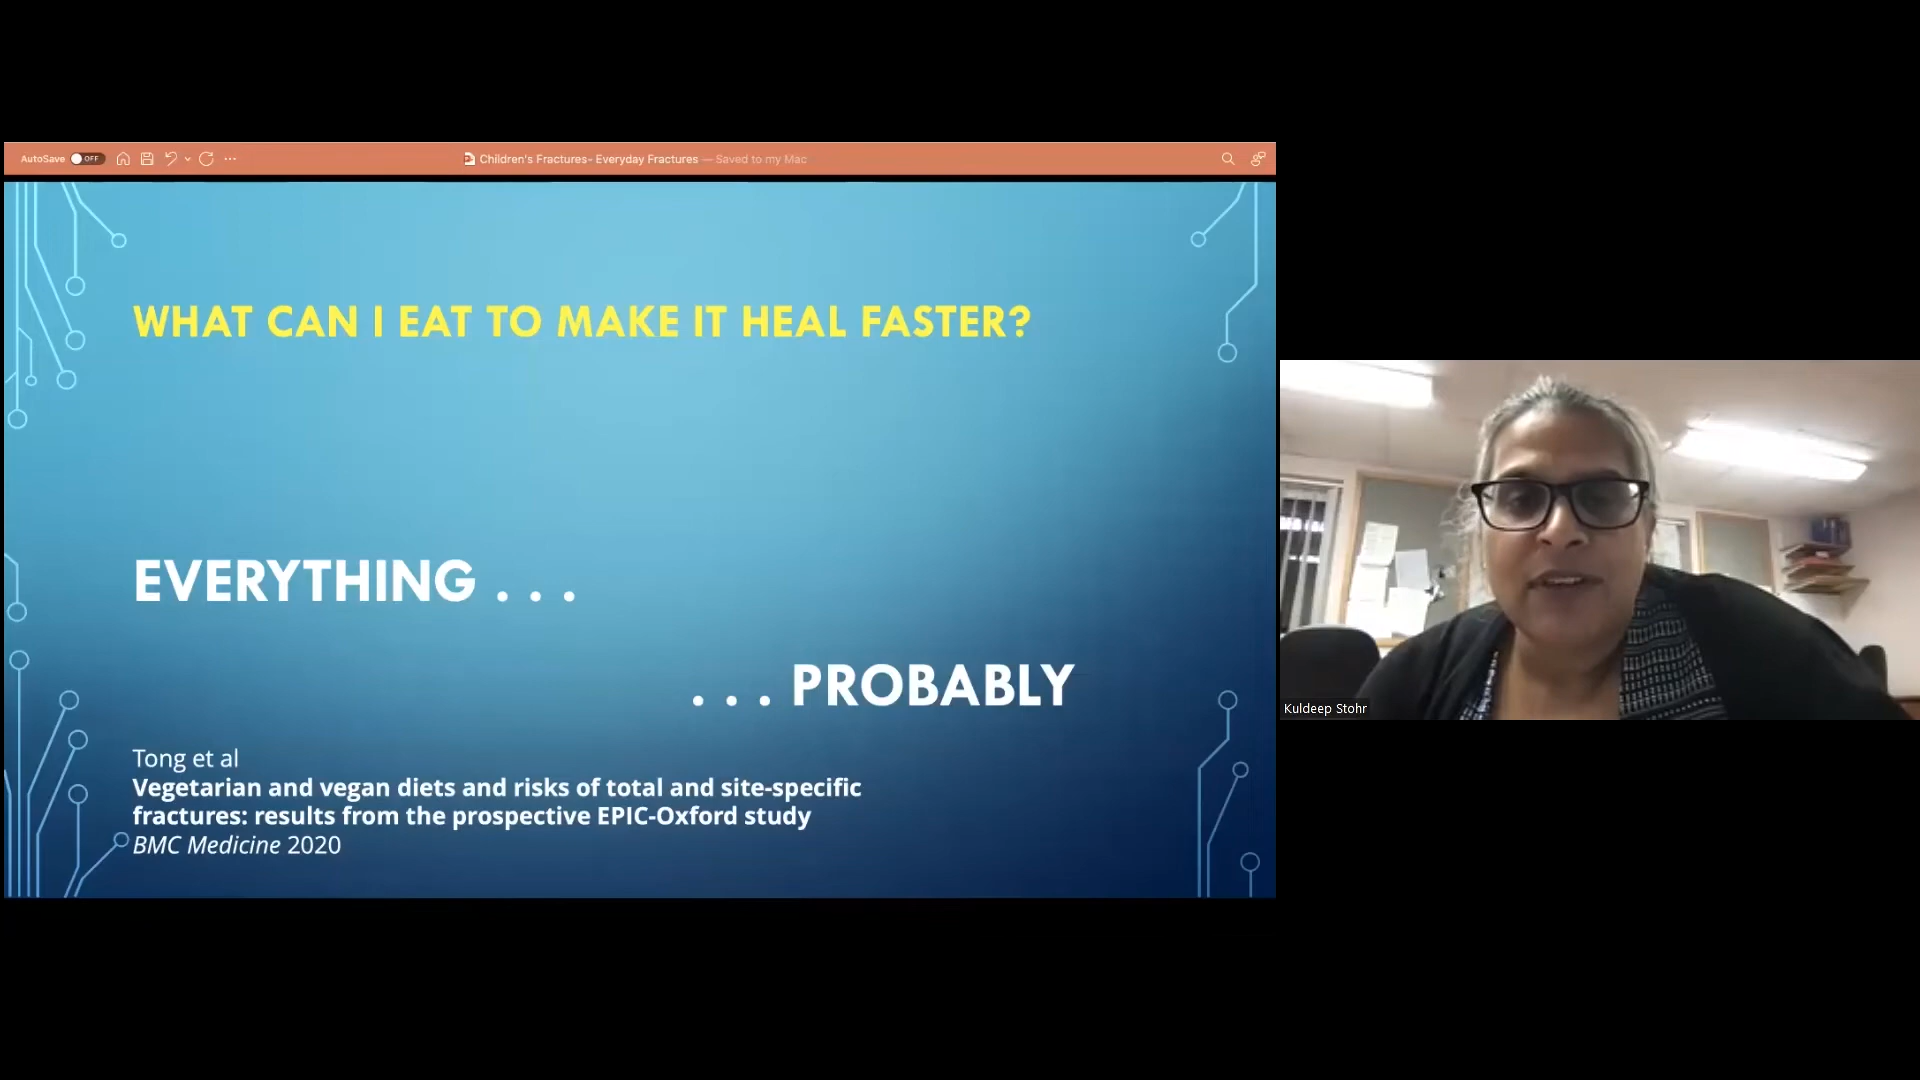 AutoSave OFF
Children's Fractures- Everyday Fractures — Saved to my Mac
WHAT CAN I EAT TO MAKE IT HEAL FASTER?
EVERYTHING . . .
. . . PROBABLY
Tong et al
Vegetarian and vegan diets and risks of total and site-specific
fractures: results from the prospective EPIC-Oxford study
BMC Medicine 2020
Kuldeep Stohr